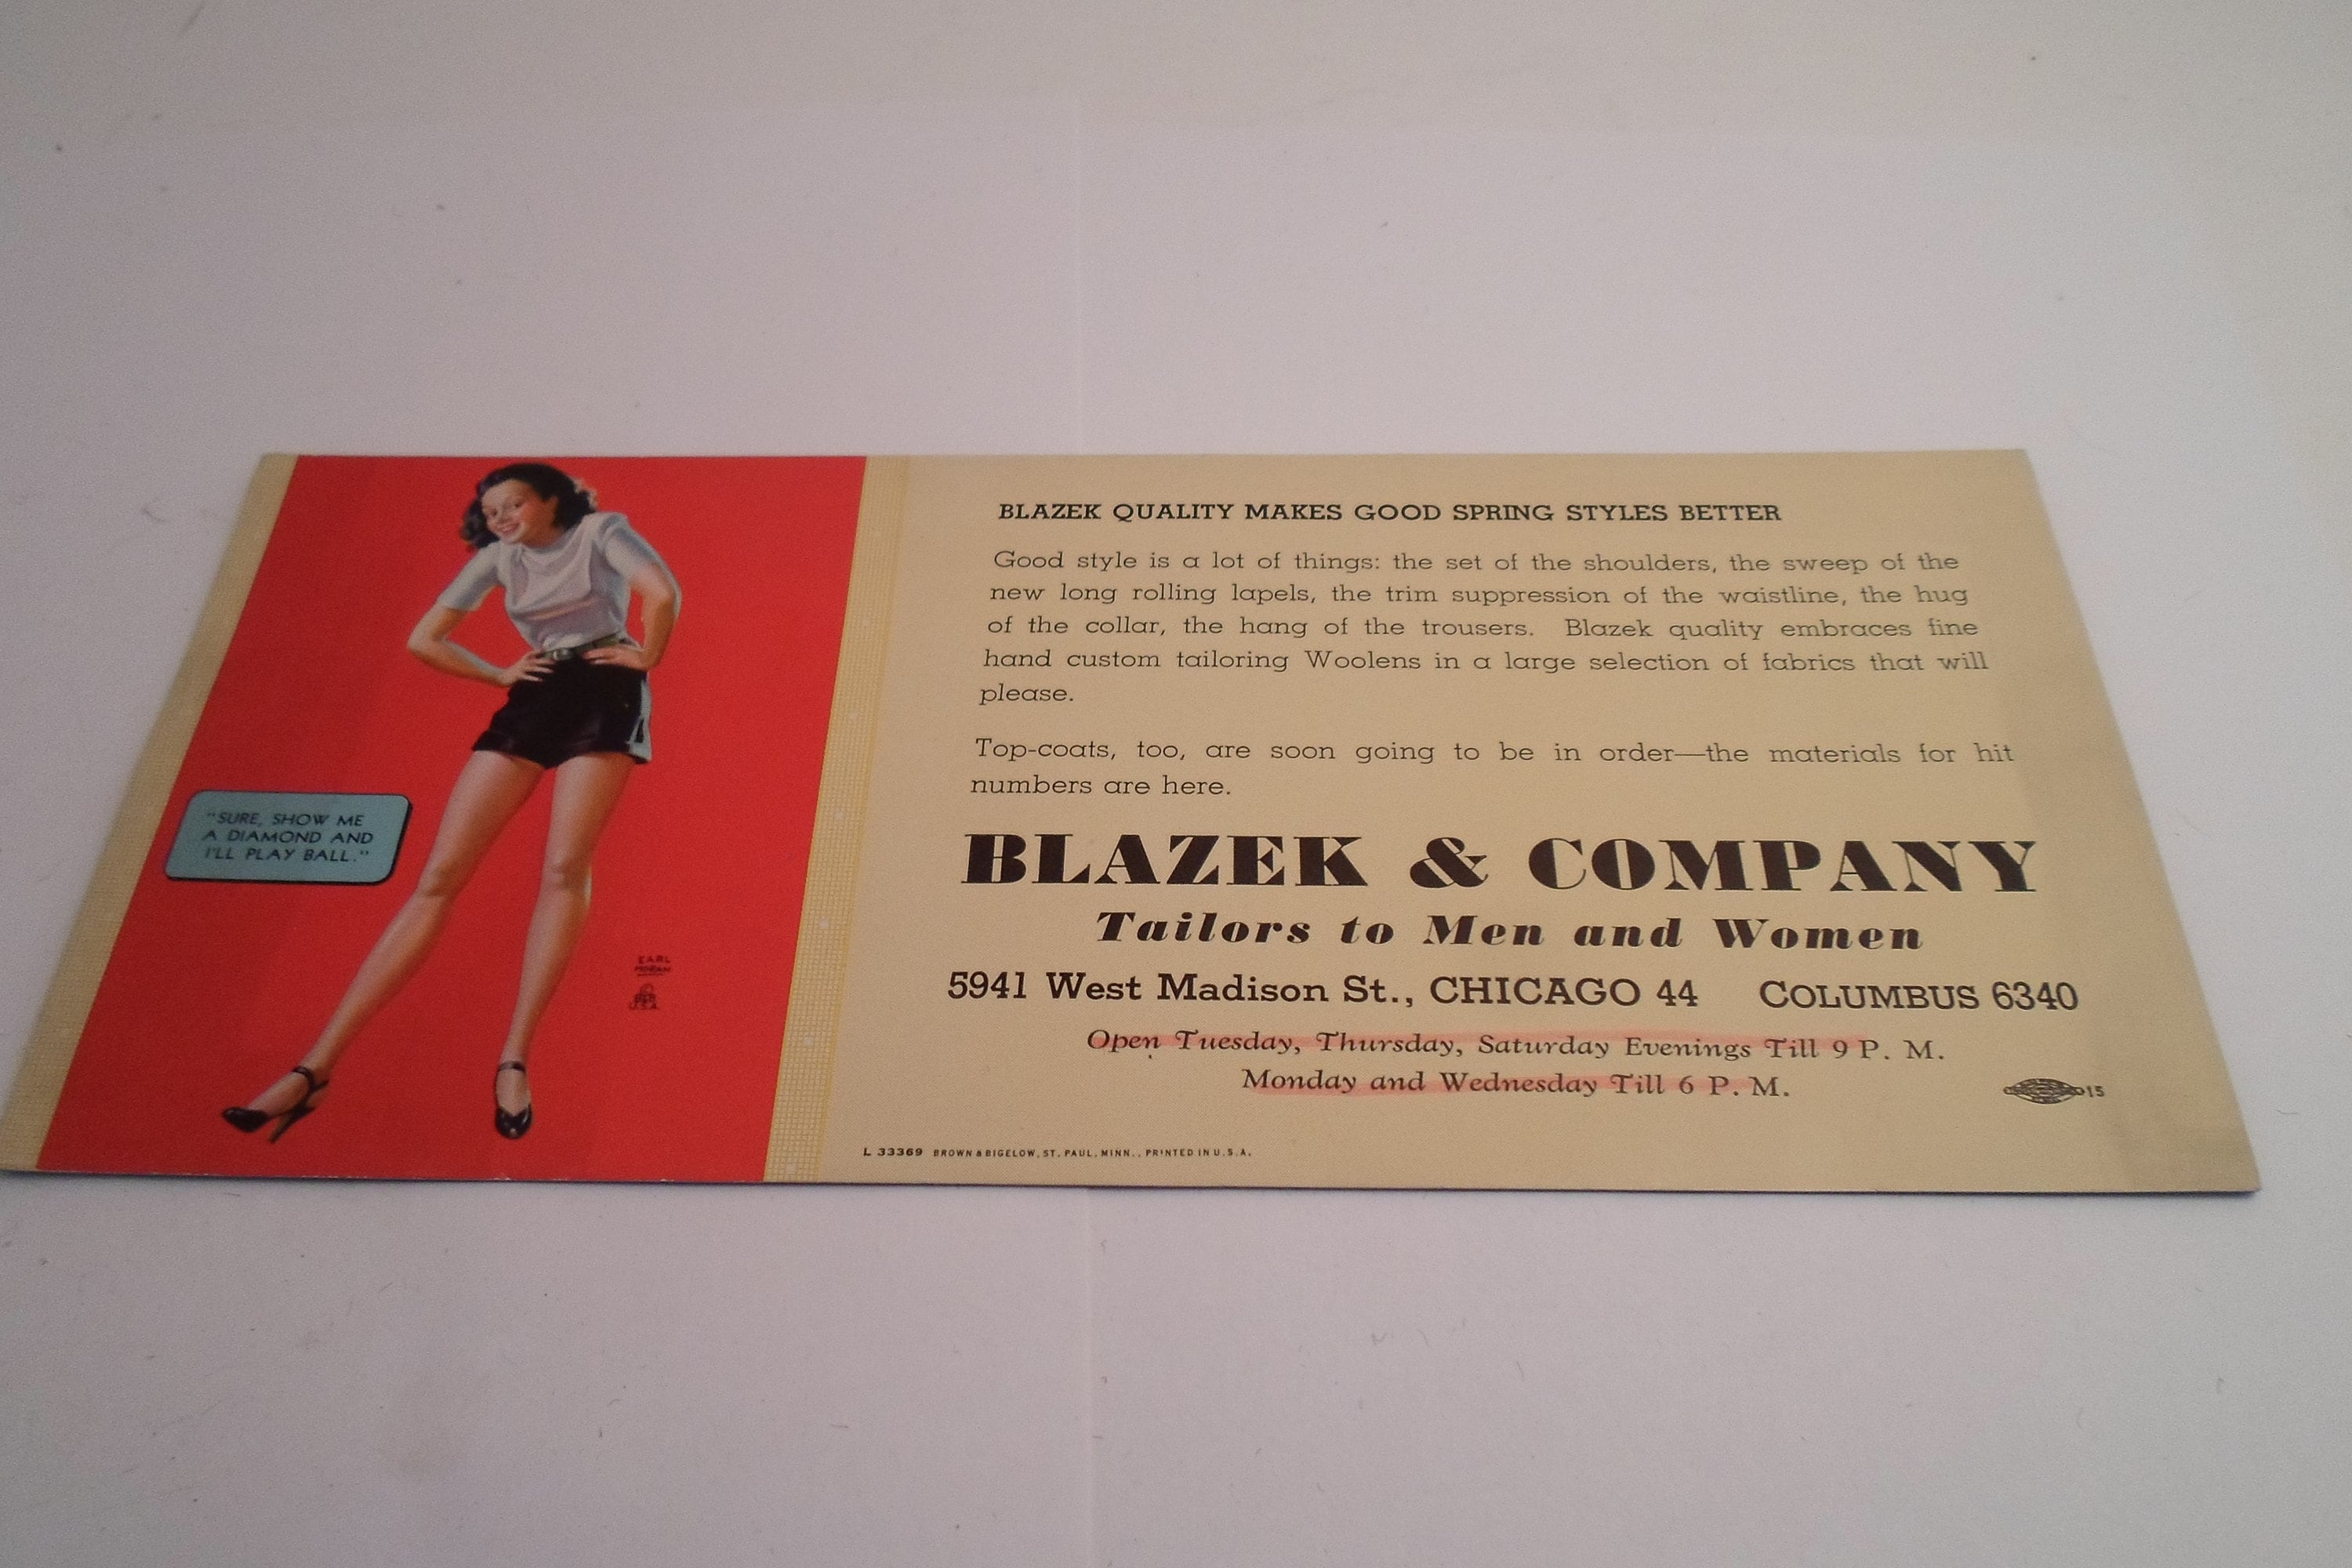 "SURE, SHOW ME
A DIAMOND AND
I'LL PLAY BALL."
EARL
MORAN
BLAZEK QUALITY MAKES GOOD SPRING STYLES BETTER
Good style is a lot of things: the set of the shoulders, the sweep of the
new long rolling lapels, the trim suppression of the waistline, the hug
of the collar, the hang of the trousers. Blazek quality embraces fine
hand custom tailoring Woolens in a large selection of fabrics that will
please.
Top-coats, too, are soon going to be in order—the materials for hit
numbers are here.
BLAZEK & COMPANY
Tailors to Men and Women
5941 West Madison St., CHICAGO 44 COLUMBUS 6340
Open Tuesday, Thursday, Saturday Evenings Till 9 P. M.
Monday and Wednesday Till 6 P. M.
15
L 33369 BROWN & BIGELOW, ST. PAUL, MINN., PRINTED IN U.S.A.